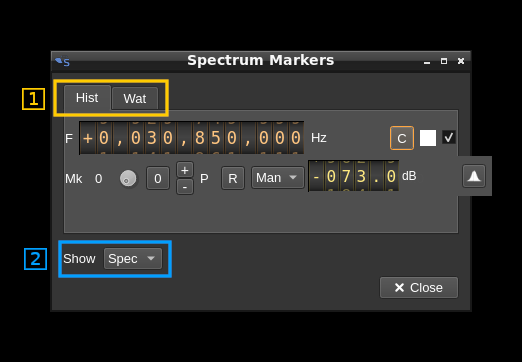 Spectrum Markers
1
Hist Wat
F +0,030,850,000 Hz C
Mk 0 0 + - P R Man -073.0 dB
2 Show Spec
Close